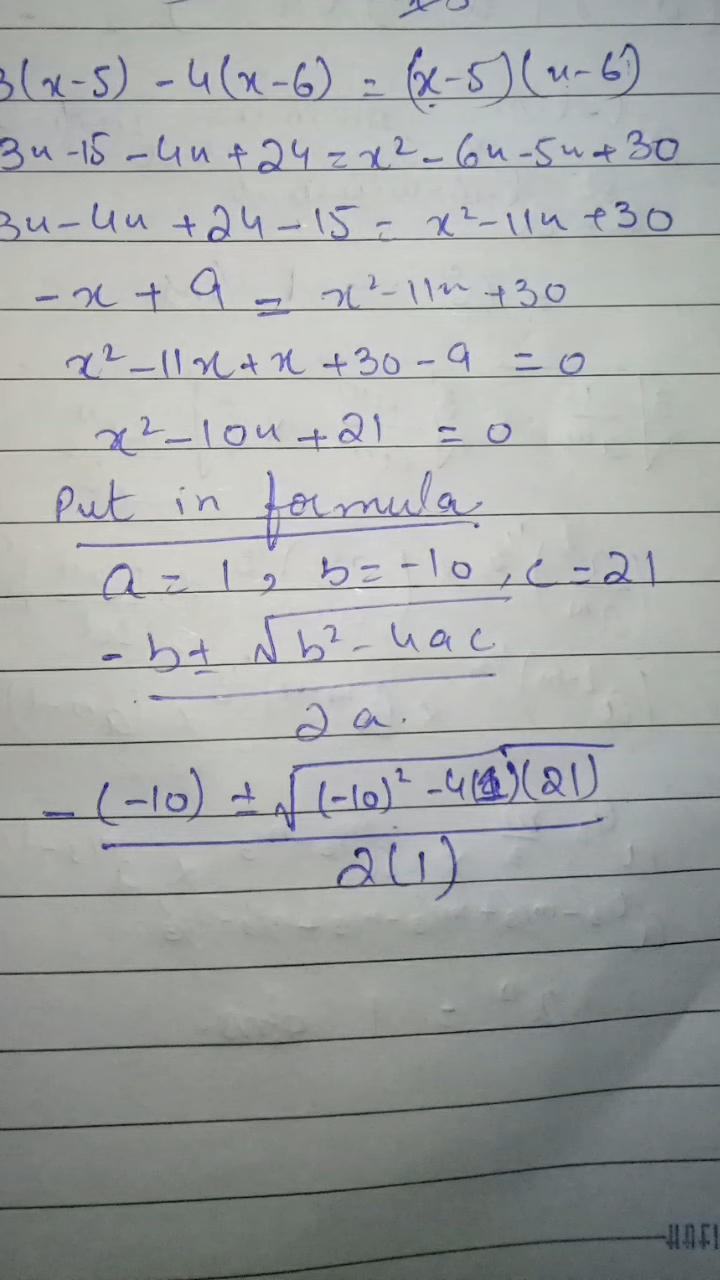 3(x-5) - 4(x-6) = (x-5)(x-6)
3x-15-4x+24=x²-6x-5x+30
3x-4x+24-15= x²-11x+30
-x+9 = x²-11x+30
x²-11x+x+30-9=0
x²-10x+21=0
Put in formula
a=1, b=-10, c=21
-b±√b²-4ac
2a.
-(-10)±√(-10)²-4(1)(21)
2(1)